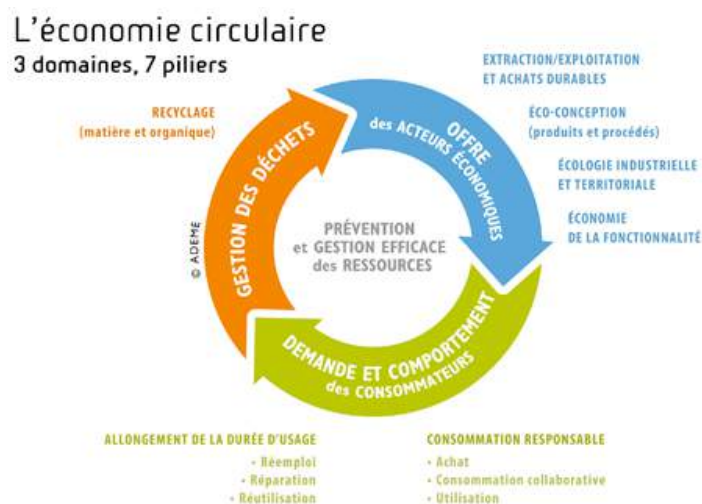 L'économie circulaire
3 domaines, 7 piliers
EXTRACTION/EXPLOITATION
ET ACHATS DURABLES
RECYCLAGE
(matière et organique)
ÉCO-CONCEPTION
(produits et procédés)
ÉCOLOGIE INDUSTRIELLE
ET TERRITORIALE
ÉCONOMIE
DE LA FONCTIONNALITÉ
OFFRE
des ACTEURS ÉCONOMIQUES
GESTION DES DÉCHETS
PRÉVENTION
et GESTION EFFICACE
des RESSOURCES
© ADEME
DEMANDE ET COMPORTEMENT
des CONSOMMATEURS
ALLONGEMENT DE LA DURÉE D'USAGE
• Réemploi
• Réparation
• Réutilisation
CONSOMMATION RESPONSABLE
• Achat
• Consommation collaborative
• Utilisation